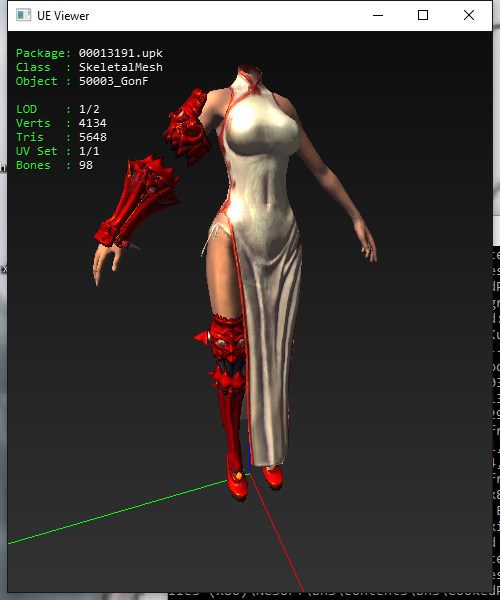 UE Viewer
Package: 00013191.upk
Class  : SkeletalMesh
Object : 50003_GonF
LOD    : 1/2
Verts  : 4134
Tris   : 5648
UV Set : 1/1
Bones  : 98